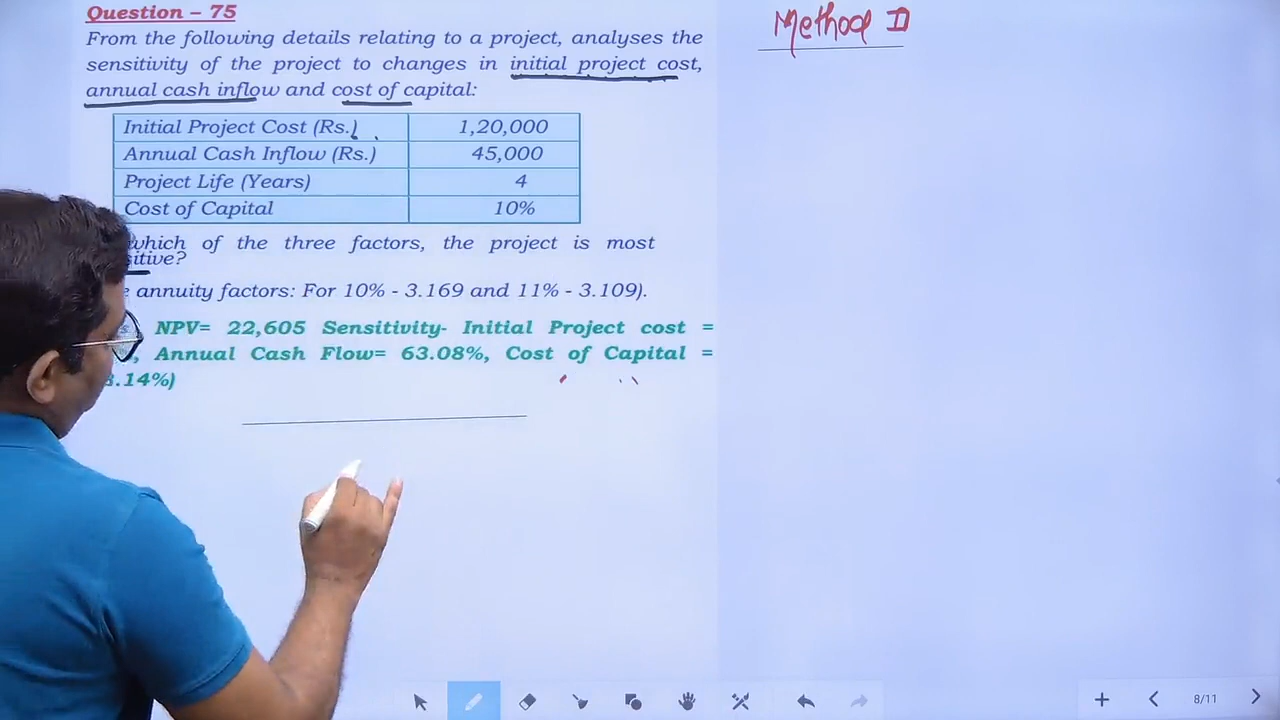 Question – 75
Method II
From the following details relating to a project, analyses the
sensitivity of the project to changes in initial project cost,
annual cash inflow and cost of capital:
Initial Project Cost (Rs.) 1,20,000
Annual Cash Inflow (Rs.) 45,000
Project Life (Years) 4
Cost of Capital 10%
which of the three factors, the project is most
itive?
annuity factors: For 10% - 3.169 and 11% - 3.109).
NPV= 22,605 Sensitivity- Initial Project cost =
, Annual Cash Flow= 63.08%, Cost of Capital =
.14%)
8/11